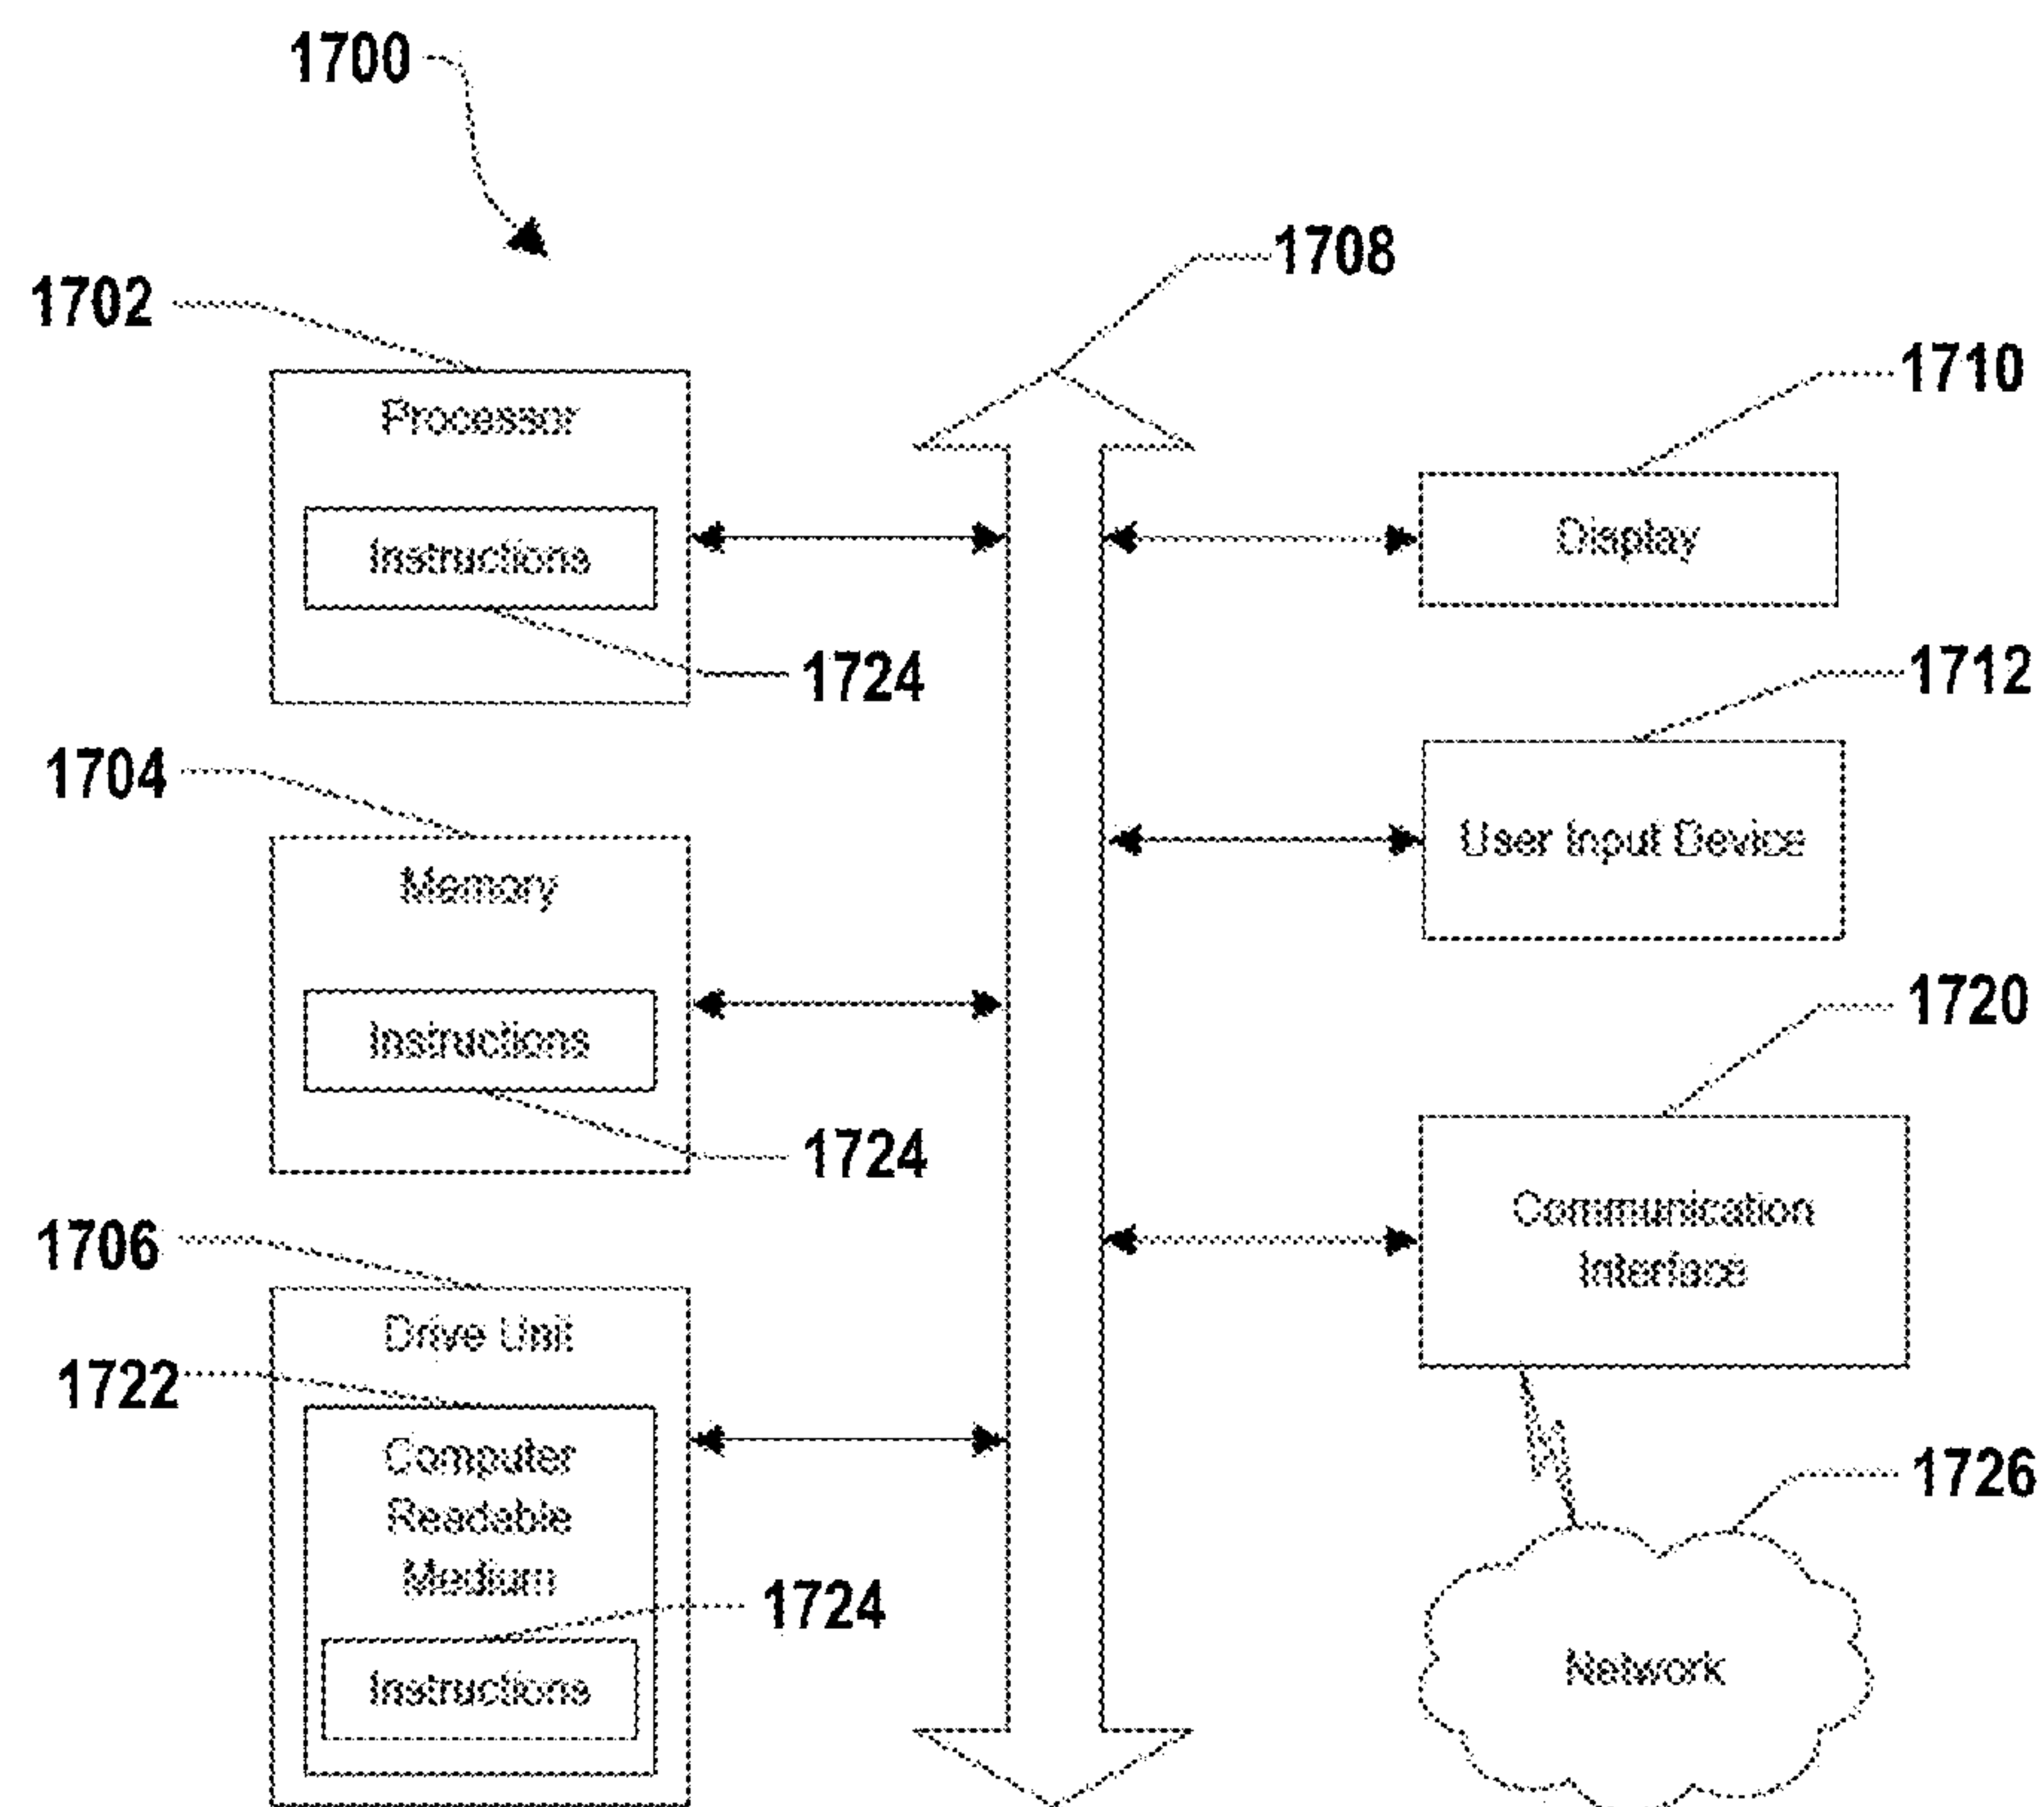 1700
1708
1702
1710
Processor
Display
Instructions
1724
1712
1704
User Input Device
Memory
1720
Instructions
1724
Communication
Interface
1706
Drive Unit
1722
Computer
Readable
Medium
1726
1724
Instructions
Network